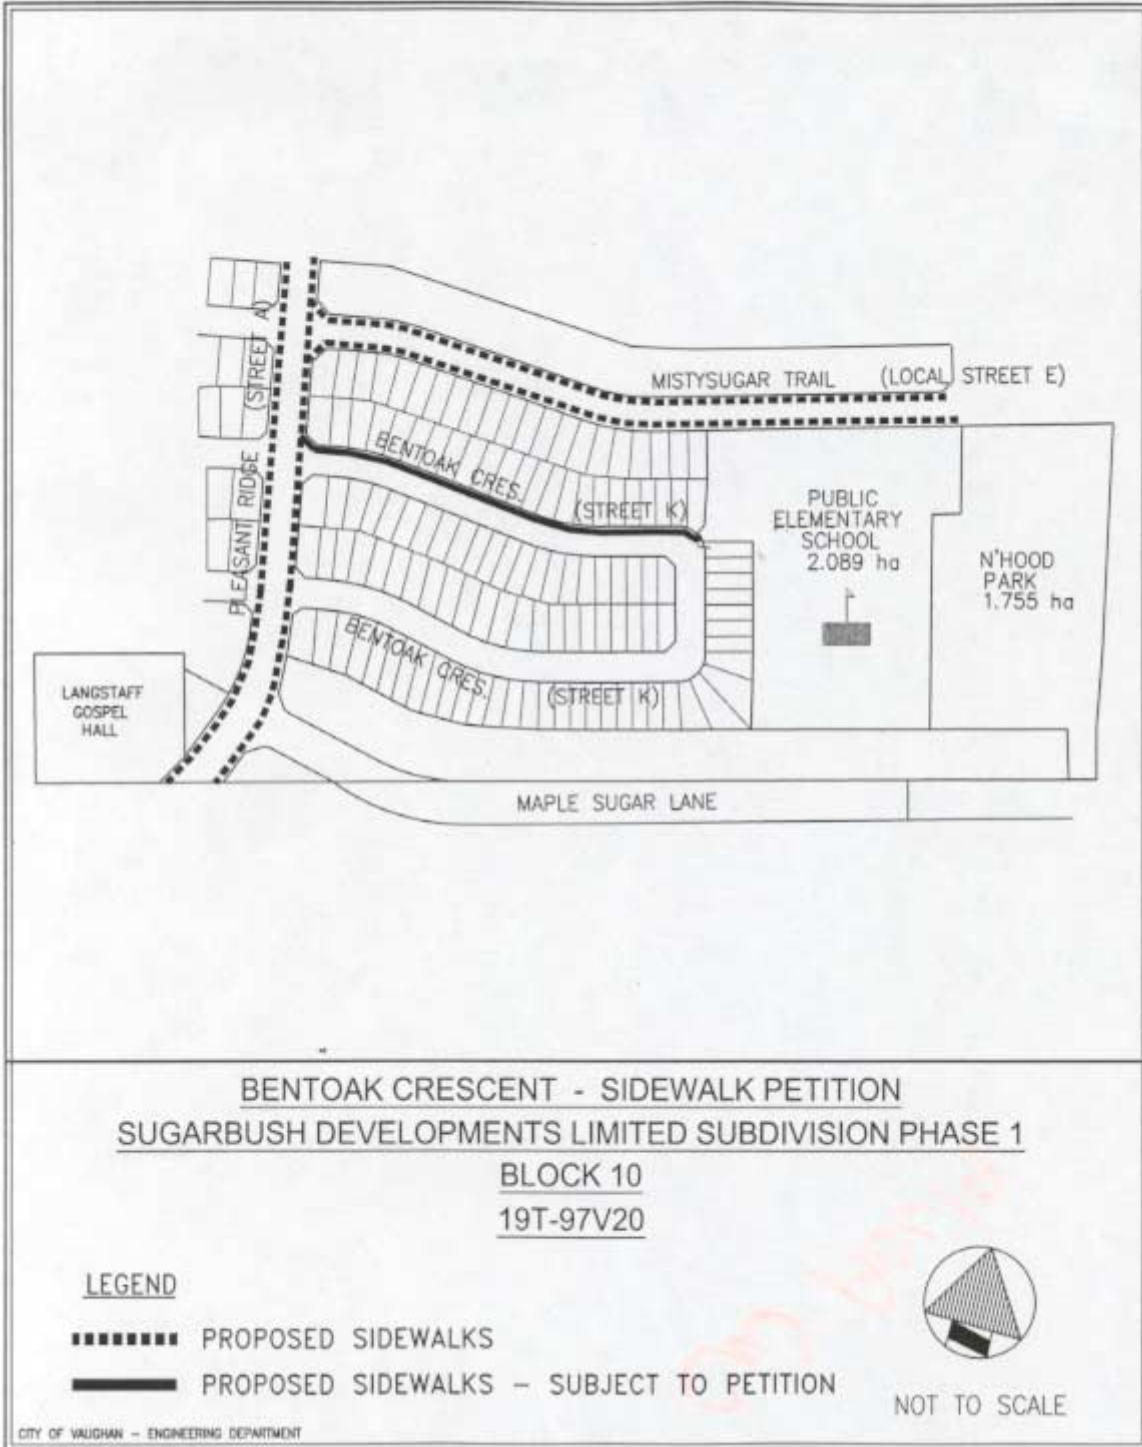 MISTYSUGAR TRAIL (LOCAL STREET E)
PLEASANT RIDGE (STREET A)
BENTOAK CRES.
(STREET K)
PUBLIC
ELEMENTARY
SCHOOL
2.089 ha
N'HOOD
PARK
1.755 ha
BENTOAK CRES.
(STREET K)
LANGSTAFF
GOSPEL
HALL
MAPLE SUGAR LANE
BENTOAK CRESCENT - SIDEWALK PETITION
SUGARBUSH DEVELOPMENTS LIMITED SUBDIVISION PHASE 1
BLOCK 10
19T-97V20
LEGEND
PROPOSED SIDEWALKS
PROPOSED SIDEWALKS - SUBJECT TO PETITION
NOT TO SCALE
CITY OF VAUGHAN - ENGINEERING DEPARTMENT